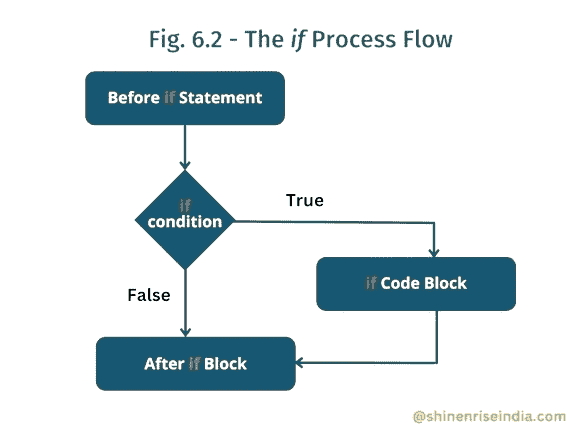 Fig. 6.2 - The if Process Flow
Before if Statement
if
condition
True
if Code Block
False
After if Block
@shinenriseindia.com